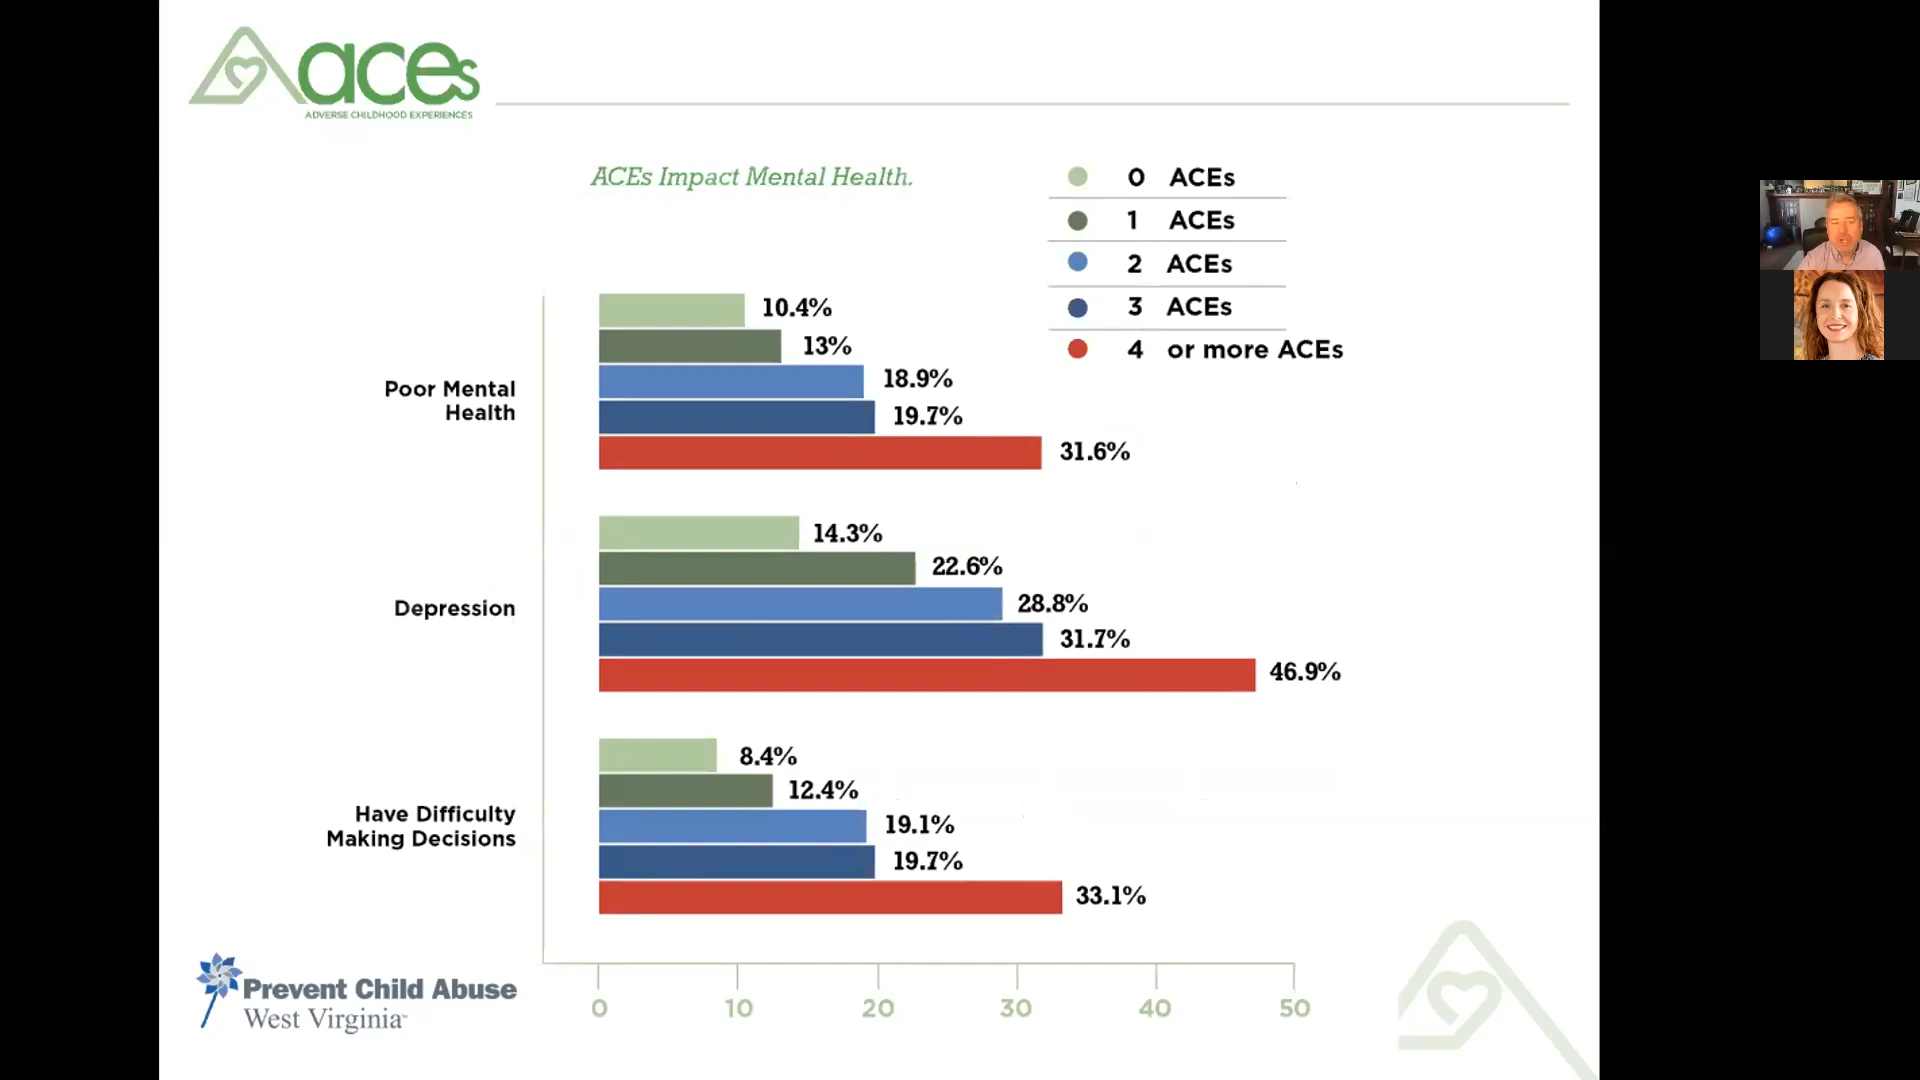 aces
ADVERSE CHILDHOOD EXPERIENCES
ACEs Impact Mental Health.
0 ACEs
1 ACEs
2 ACEs
3 ACEs
4 or more ACEs
Poor Mental
Health
10.4%
13%
18.9%
19.7%
31.6%
Depression
14.3%
22.6%
28.8%
31.7%
46.9%
Have Difficulty
Making Decisions
8.4%
12.4%
19.1%
19.7%
33.1%
0 10 20 30 40 50
Prevent Child Abuse
West Virginia